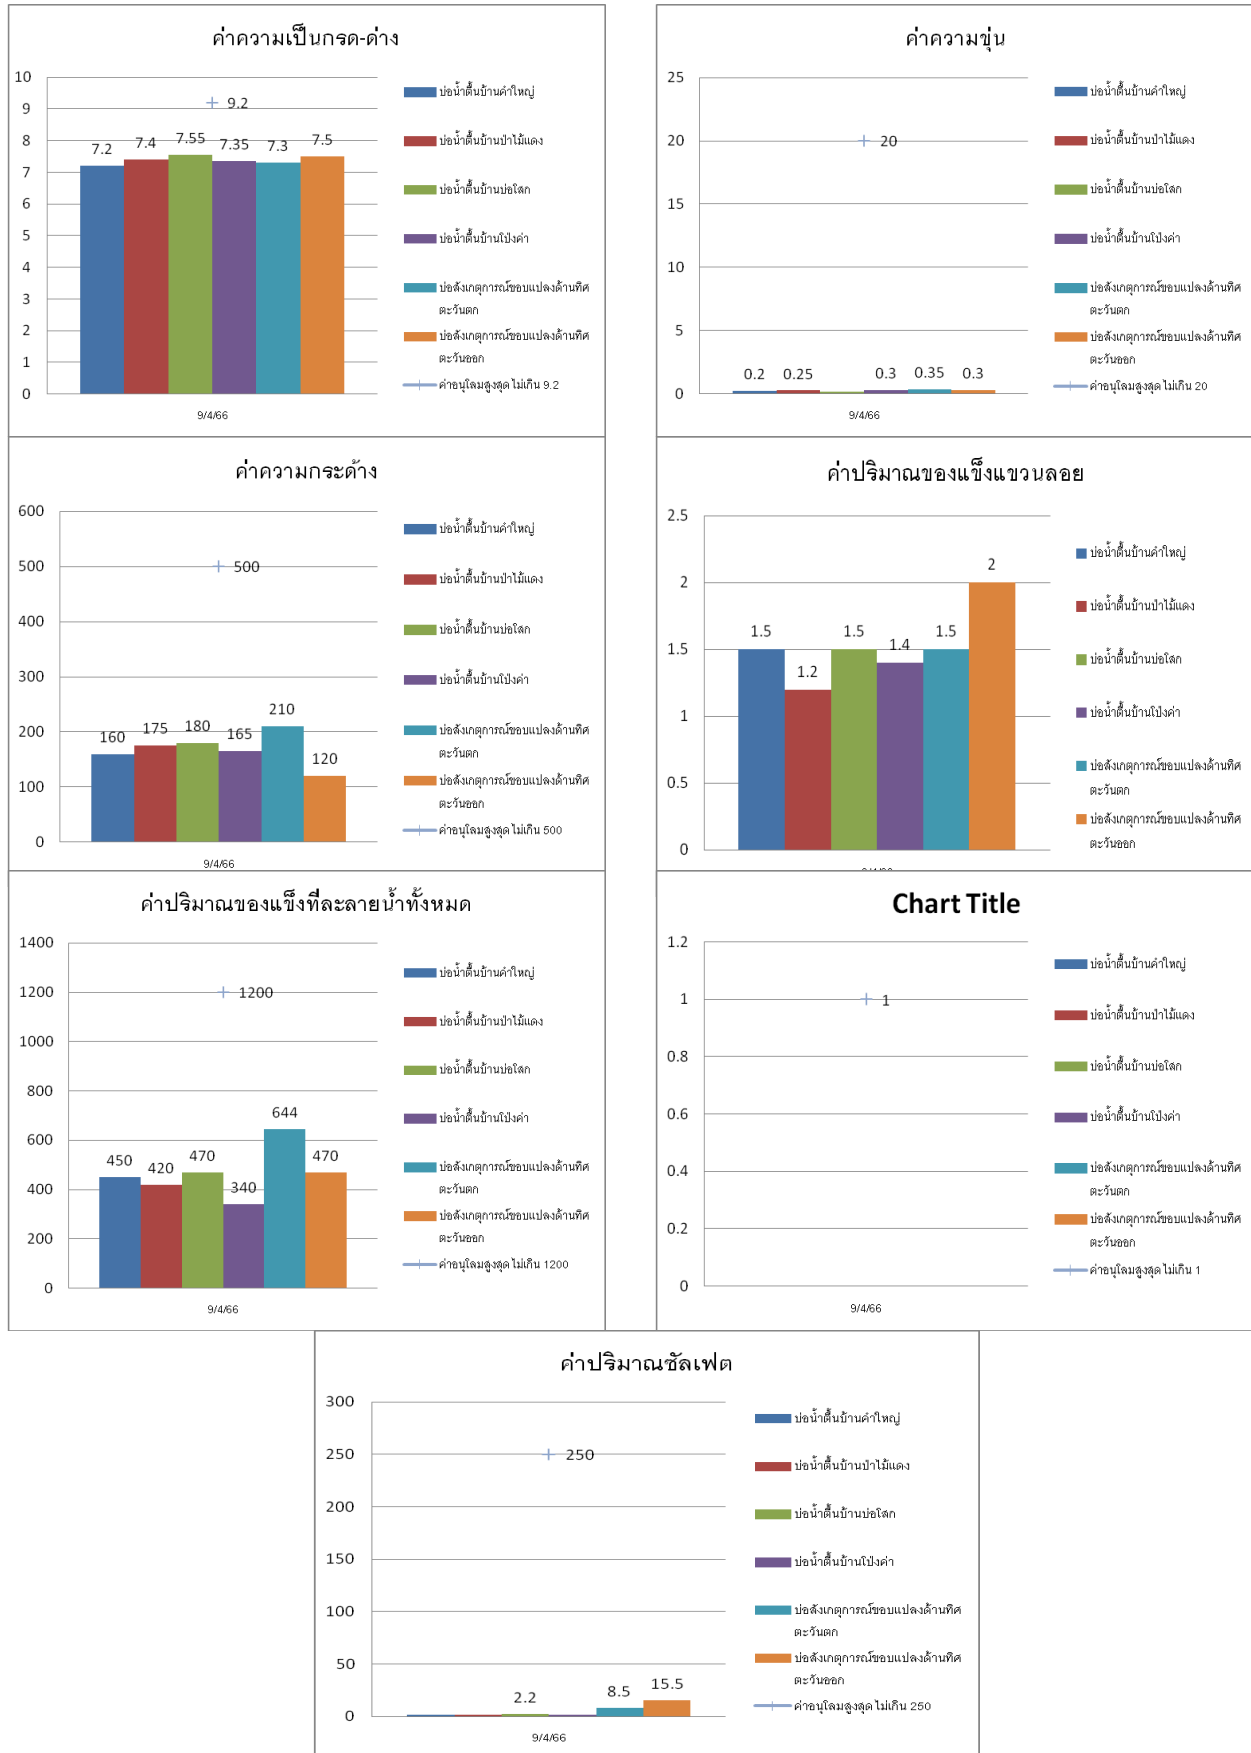 ค่าความเป็นกรด-ด่าง
10
9
8
7
6
5
4
3
2
1
0
9.2
7.2
7.4
7.55
7.35
7.3
7.5
9/4/66
บ่อน้ำตื้นบ้านคำใหญ่
บ่อน้ำตื้นบ้านป่าไม้แดง
บ่อน้ำตื้นบ้านบ่อโสก
บ่อน้ำตื้นบ้านโป่งค่า
บ่อสังเกตุการณ์ขอบแปลงด้านทิศ
ตะวันตก
บ่อสังเกตุการณ์ขอบแปลงด้านทิศ
ตะวันออก
ค่าอนุโลมสูงสุด ไม่เกิน 9.2
ค่าความขุ่น
25
20
15
10
5
0
20
0.2
0.25
0.3
0.35
0.3
9/4/66
บ่อน้ำตื้นบ้านคำใหญ่
บ่อน้ำตื้นบ้านป่าไม้แดง
บ่อน้ำตื้นบ้านบ่อโสก
บ่อน้ำตื้นบ้านโป่งค่า
บ่อสังเกตุการณ์ขอบแปลงด้านทิศ
ตะวันตก
บ่อสังเกตุการณ์ขอบแปลงด้านทิศ
ตะวันออก
ค่าอนุโลมสูงสุด ไม่เกิน 20
ค่าความกระด้าง
600
500
400
300
200
100
0
500
160
175
180
165
210
120
9/4/66
บ่อน้ำตื้นบ้านคำใหญ่
บ่อน้ำตื้นบ้านป่าไม้แดง
บ่อน้ำตื้นบ้านบ่อโสก
บ่อน้ำตื้นบ้านโป่งค่า
บ่อสังเกตุการณ์ขอบแปลงด้านทิศ
ตะวันตก
บ่อสังเกตุการณ์ขอบแปลงด้านทิศ
ตะวันออก
ค่าอนุโลมสูงสุด ไม่เกิน 500
ค่าปริมาณของแข็งแขวนลอย
2.5
2
1.5
1
0.5
0
1.5
1.2
1.5
1.4
1.5
2
บ่อน้ำตื้นบ้านคำใหญ่
บ่อน้ำตื้นบ้านป่าไม้แดง
บ่อน้ำตื้นบ้านบ่อโสก
บ่อน้ำตื้นบ้านโป่งค่า
บ่อสังเกตุการณ์ขอบแปลงด้านทิศ
ตะวันตก
บ่อสังเกตุการณ์ขอบแปลงด้านทิศ
ตะวันออก
ค่าปริมาณของแข็งที่ละลายน้ำทั้งหมด
1400
1200
1000
800
600
400
200
0
1200
450
420
470
340
644
470
9/4/66
บ่อน้ำตื้นบ้านคำใหญ่
บ่อน้ำตื้นบ้านป่าไม้แดง
บ่อน้ำตื้นบ้านบ่อโสก
บ่อน้ำตื้นบ้านโป่งค่า
บ่อสังเกตุการณ์ขอบแปลงด้านทิศ
ตะวันตก
บ่อสังเกตุการณ์ขอบแปลงด้านทิศ
ตะวันออก
ค่าอนุโลมสูงสุด ไม่เกิน 1200
Chart Title
1.2
1
0.8
0.6
0.4
0.2
0
1
9/4/66
บ่อน้ำตื้นบ้านคำใหญ่
บ่อน้ำตื้นบ้านป่าไม้แดง
บ่อน้ำตื้นบ้านบ่อโสก
บ่อน้ำตื้นบ้านโป่งค่า
บ่อสังเกตุการณ์ขอบแปลงด้านทิศ
ตะวันตก
บ่อสังเกตุการณ์ขอบแปลงด้านทิศ
ตะวันออก
ค่าอนุโลมสูงสุด ไม่เกิน 1
ค่าปริมาณซัลเฟต
300
250
200
150
100
50
0
250
2.2
8.5
15.5
9/4/66
บ่อน้ำตื้นบ้านคำใหญ่
บ่อน้ำตื้นบ้านป่าไม้แดง
บ่อน้ำตื้นบ้านบ่อโสก
บ่อน้ำตื้นบ้านโป่งค่า
บ่อสังเกตุการณ์ขอบแปลงด้านทิศ
ตะวันตก
บ่อสังเกตุการณ์ขอบแปลงด้านทิศ
ตะวันออก
ค่าอนุโลมสูงสุด ไม่เกิน 250